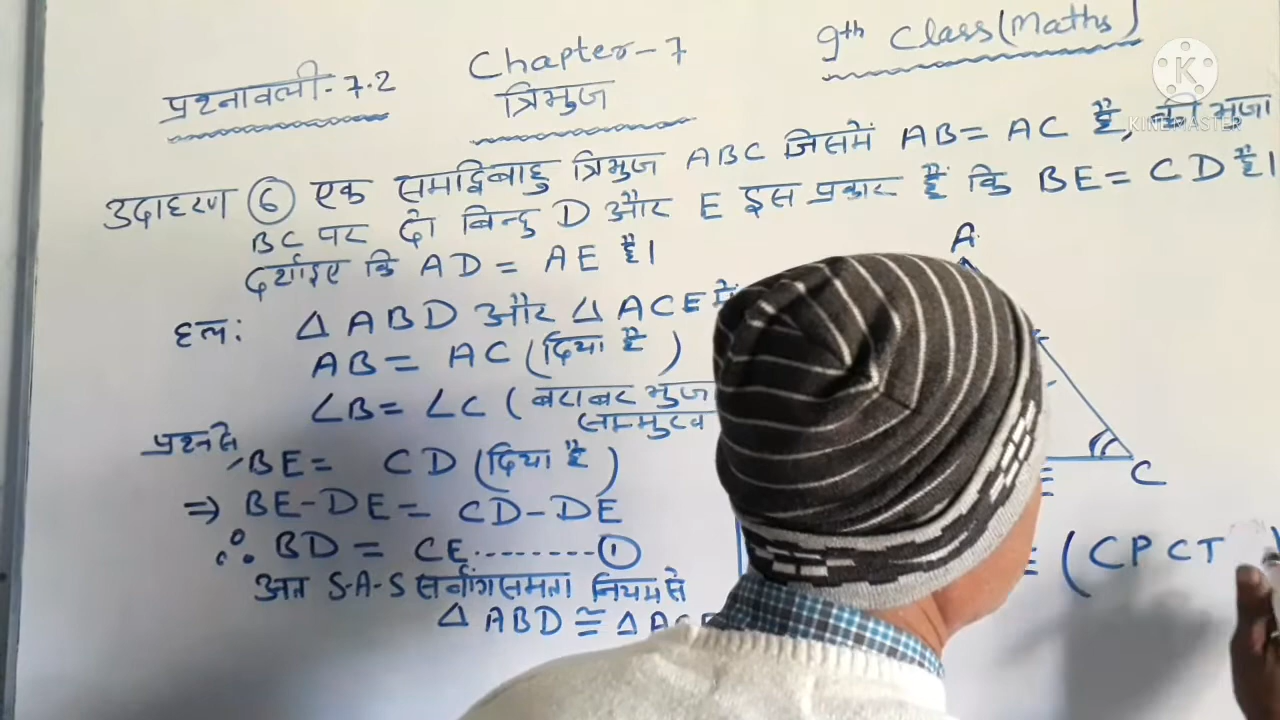 9th Class (Maths)
Chapter-7
प्रश्नावली-7.2
त्रिभुज
KINEMASTER
उदाहरण 6 एक समद्विबाहु त्रिभुज ABC जिसमें AB = AC है, की भुजा
BC पर दो बिन्दु D और E इस प्रकार हैं कि BE = CD है।
दर्शाइए कि AD = AE है।
हल: Δ ABD और Δ ACE में
AB = AC (दिया है)
∠B = ∠C (बराबर भुज
सम्मुख
प्रश्न से, BE = CD (दिया है)
⇒ BE-DE = CD-DE
∴ BD = CE........①
अत S-A-S सर्वांगसमता नियम से
Δ ABD ≅ Δ ACE
A
C
(CPCT